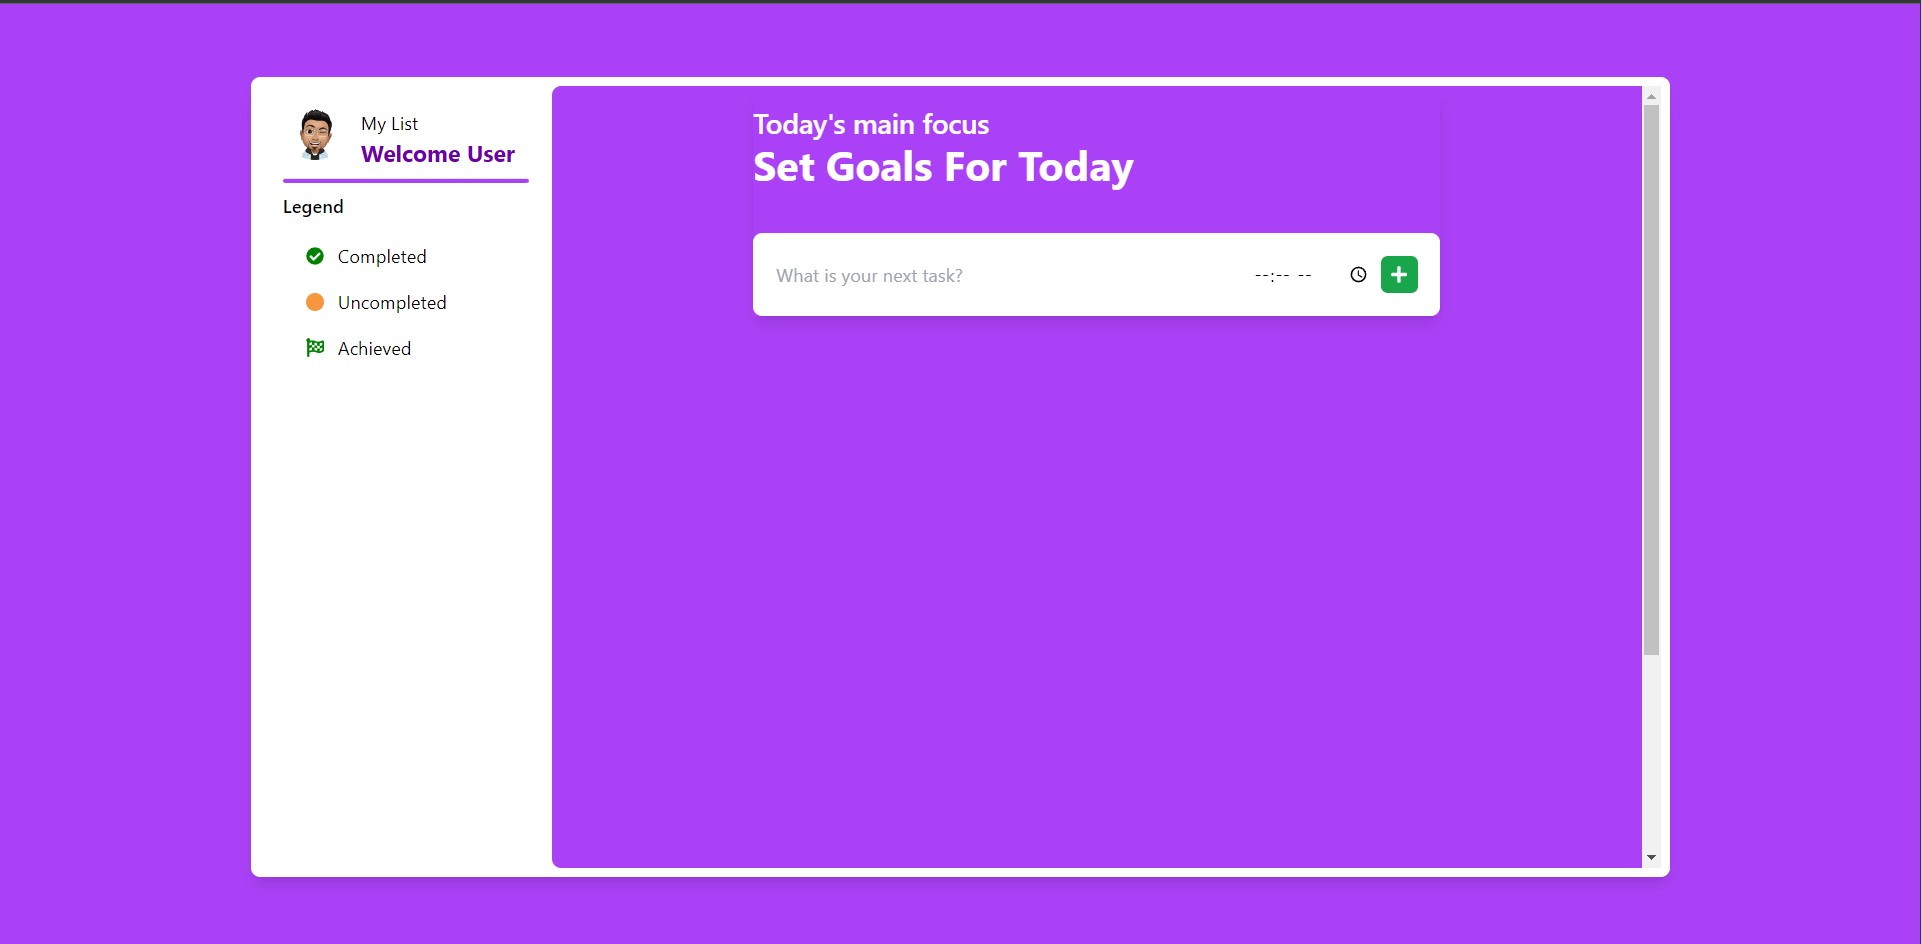 My List
Welcome User
Legend
Completed
Uncompleted
Achieved
Today's main focus
Set Goals For Today
What is your next task?
--:-- --